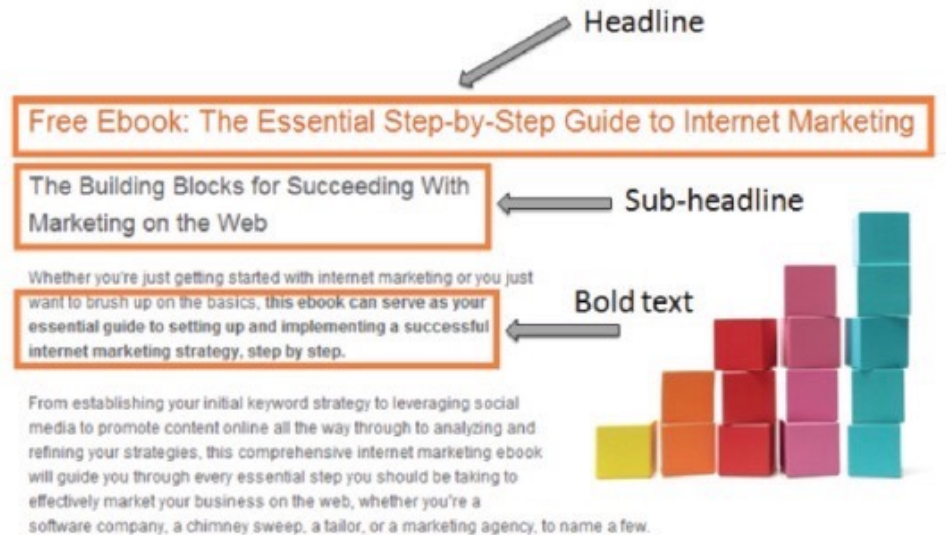 Headline
Free Ebook: The Essential Step-by-Step Guide to Internet Marketing
The Building Blocks for Succeeding With
Marketing on the Web
Sub-headline
Whether you're just getting started with internet marketing or you just
want to brush up on the basics, this ebook can serve as your
essential guide to setting up and implementing a successful
internet marketing strategy, step by step.
Bold text
From establishing your initial keyword strategy to leveraging social
media to promote content online all the way through to analyzing and
refining your strategies, this comprehensive internet marketing ebook
will guide you through every essential step you should be taking to
effectively market your business on the web, whether you're a
software company, a chimney sweep, a tailor, or a marketing agency, to name a few.